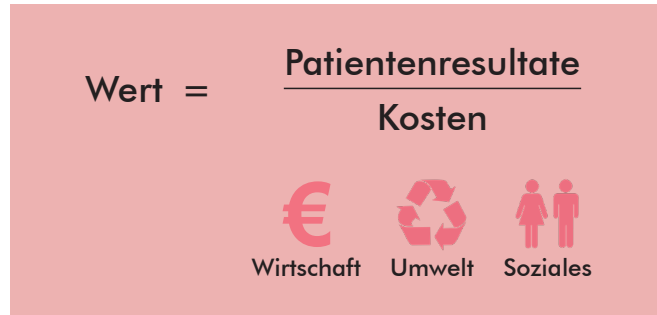 Wert = Patientenresultate
Kosten
€
Wirtschaft Umwelt Soziales